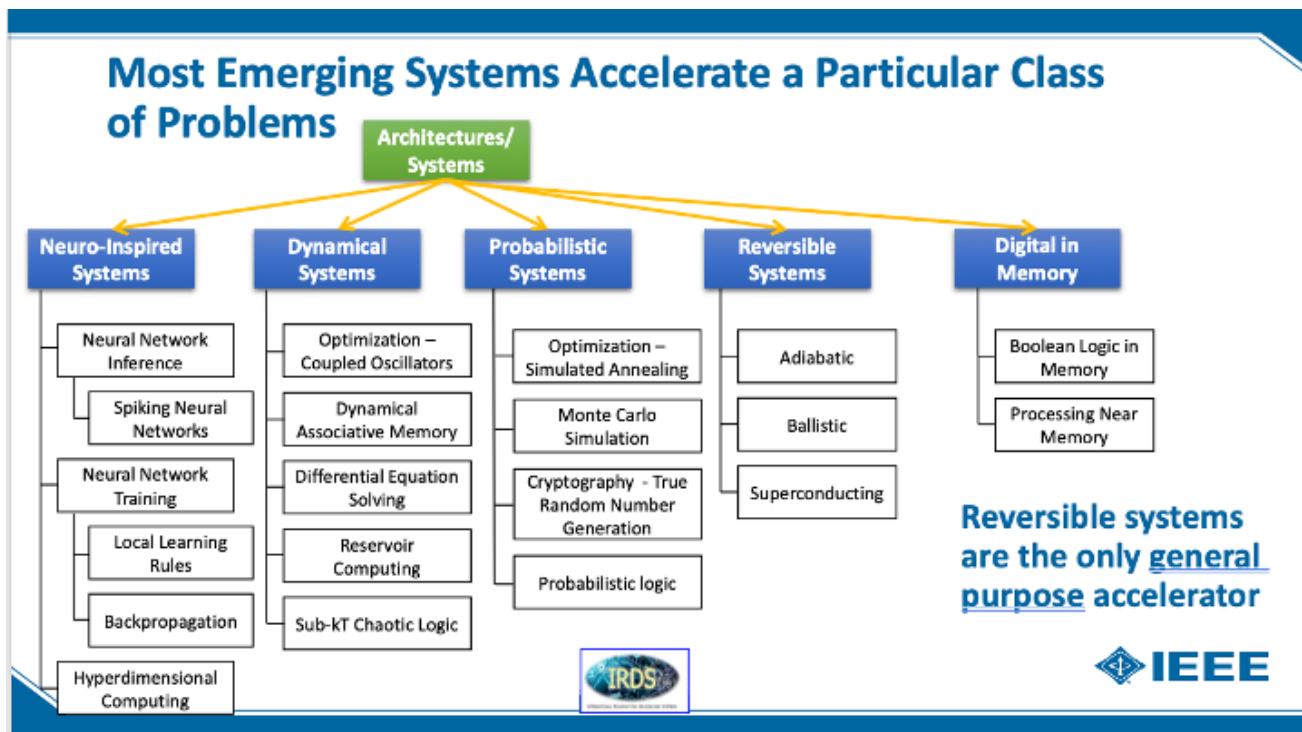 Most Emerging Systems Accelerate a Particular Class
of Problems
Architectures/
Systems
Neuro-Inspired
Systems
Neural Network
Inference
Spiking Neural
Networks
Neural Network
Training
Local Learning
Rules
Backpropagation
Hyperdimensional
Computing
Dynamical
Systems
Optimization –
Coupled Oscillators
Dynamical
Associative Memory
Differential Equation
Solving
Reservoir
Computing
Sub-kT Chaotic Logic
Probabilistic
Systems
Optimization –
Simulated Annealing
Monte Carlo
Simulation
Cryptography - True
Random Number
Generation
Probabilistic logic
Reversible
Systems
Adiabatic
Ballistic
Superconducting
Digital in
Memory
Boolean Logic in
Memory
Processing Near
Memory
Reversible systems
are the only general
purpose accelerator
IRDS
IEEE